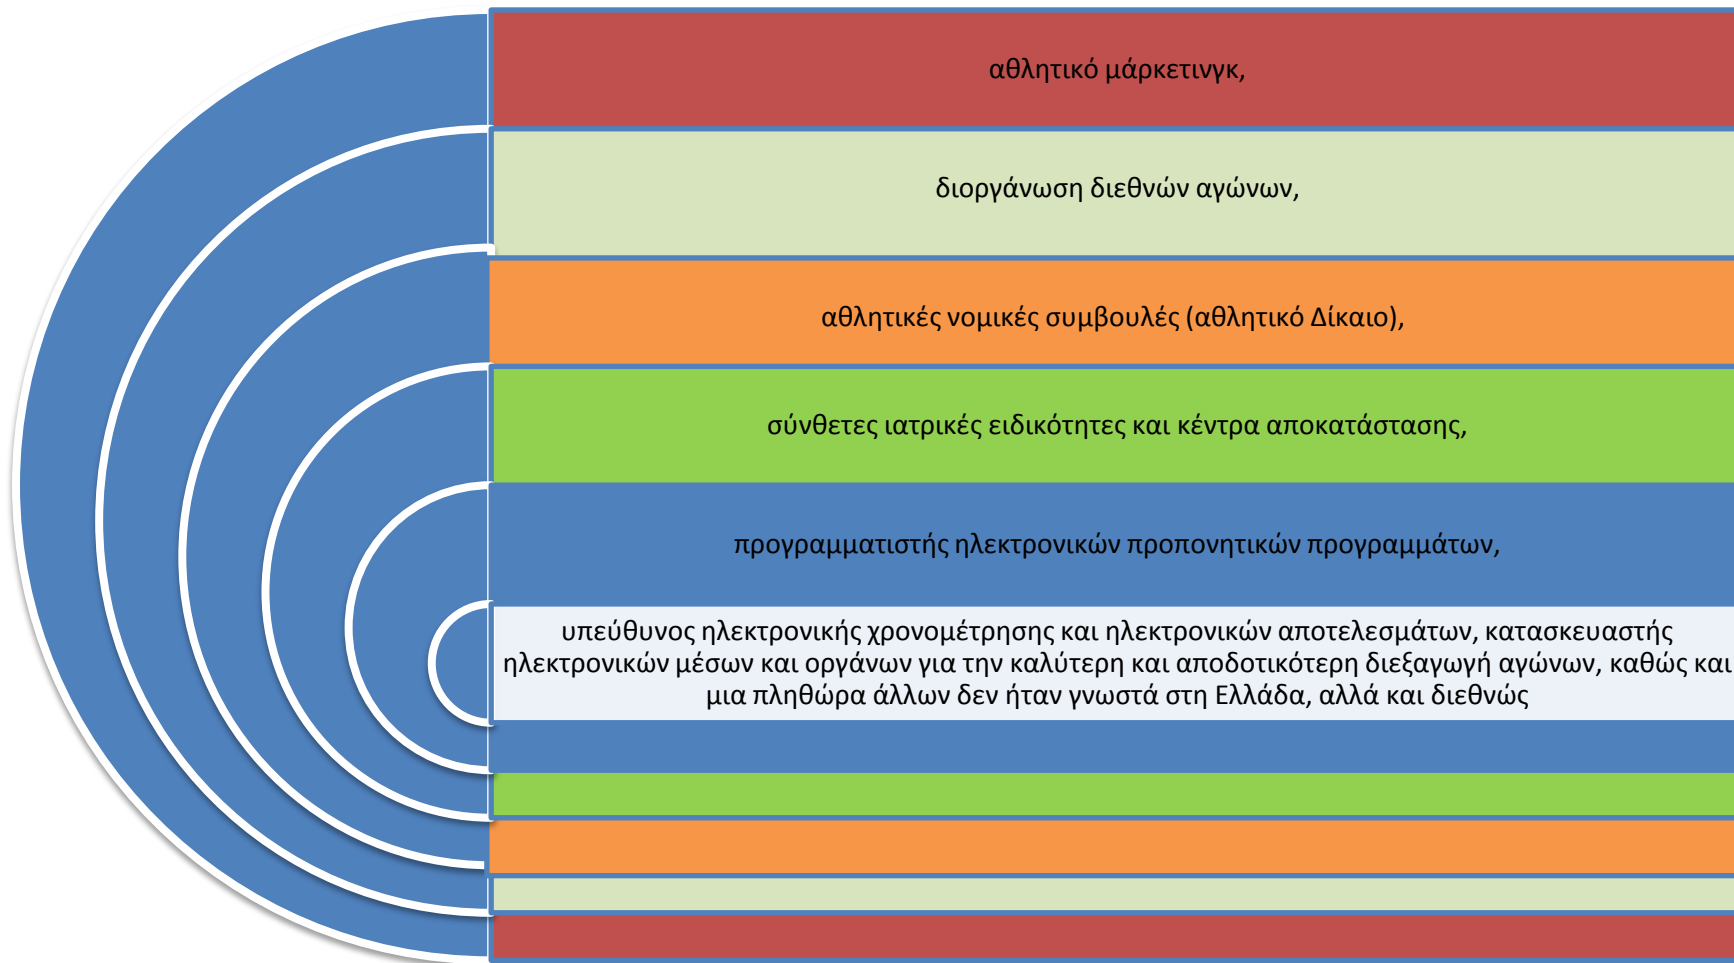 αθλητικό μάρκετινγκ,
διοργάνωση διεθνών αγώνων,
αθλητικές νομικές συμβουλές (αθλητικό Δίκαιο),
σύνθετες ιατρικές ειδικότητες και κέντρα αποκατάστασης,
προγραμματιστής ηλεκτρονικών προπονητικών προγραμμάτων,
υπεύθυνος ηλεκτρονικής χρονομέτρησης και ηλεκτρονικών αποτελεσμάτων, κατασκευαστής
ηλεκτρονικών μέσων και οργάνων για την καλύτερη και αποδοτικότερη διεξαγωγή αγώνων, καθώς και
μια πληθώρα άλλων δεν ήταν γνωστά στη Ελλάδα, αλλά και διεθνώς